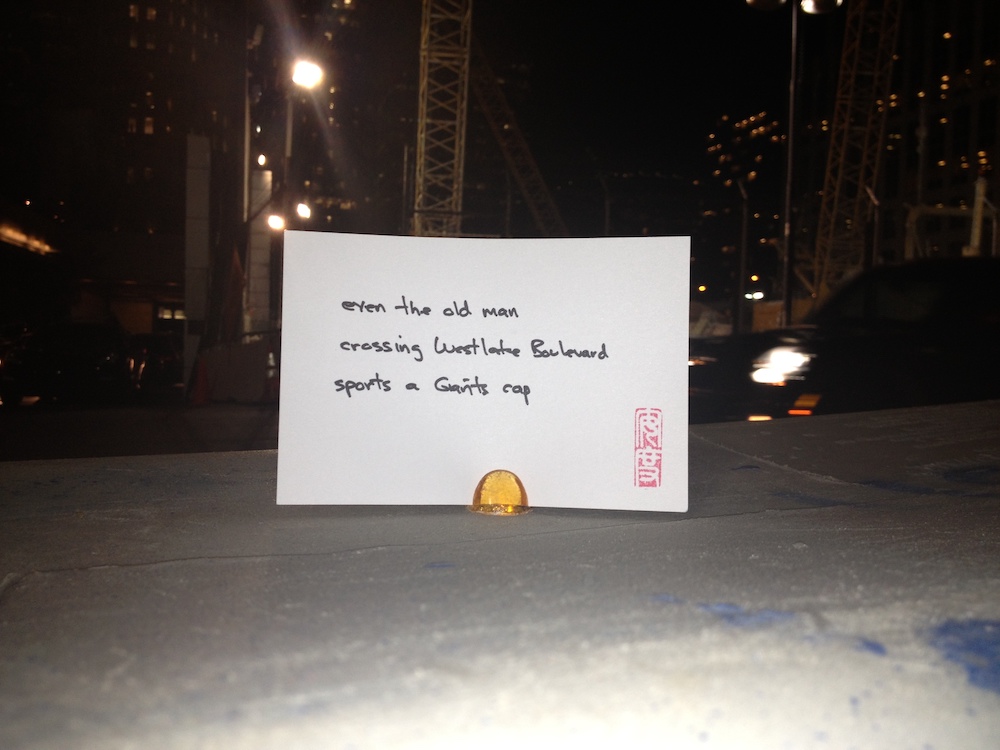 even the old man
crossing Westlake Boulevard
sports a Giants cap